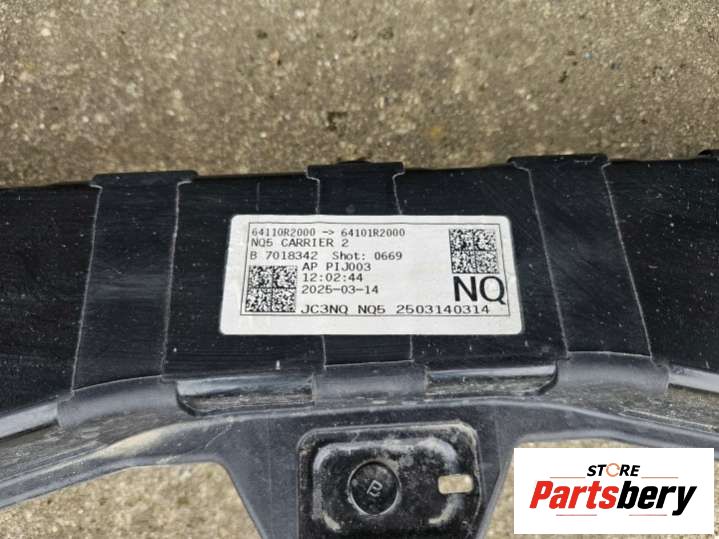 64110R2000 -> 64101R2000
NQ5 CARRIER 2
B 7018342 Shot: 0669
AP PIJ003
12:02:44
2025-03-14
NQ
JC3NQ NQ5 2503140314
STORE
Partsbery